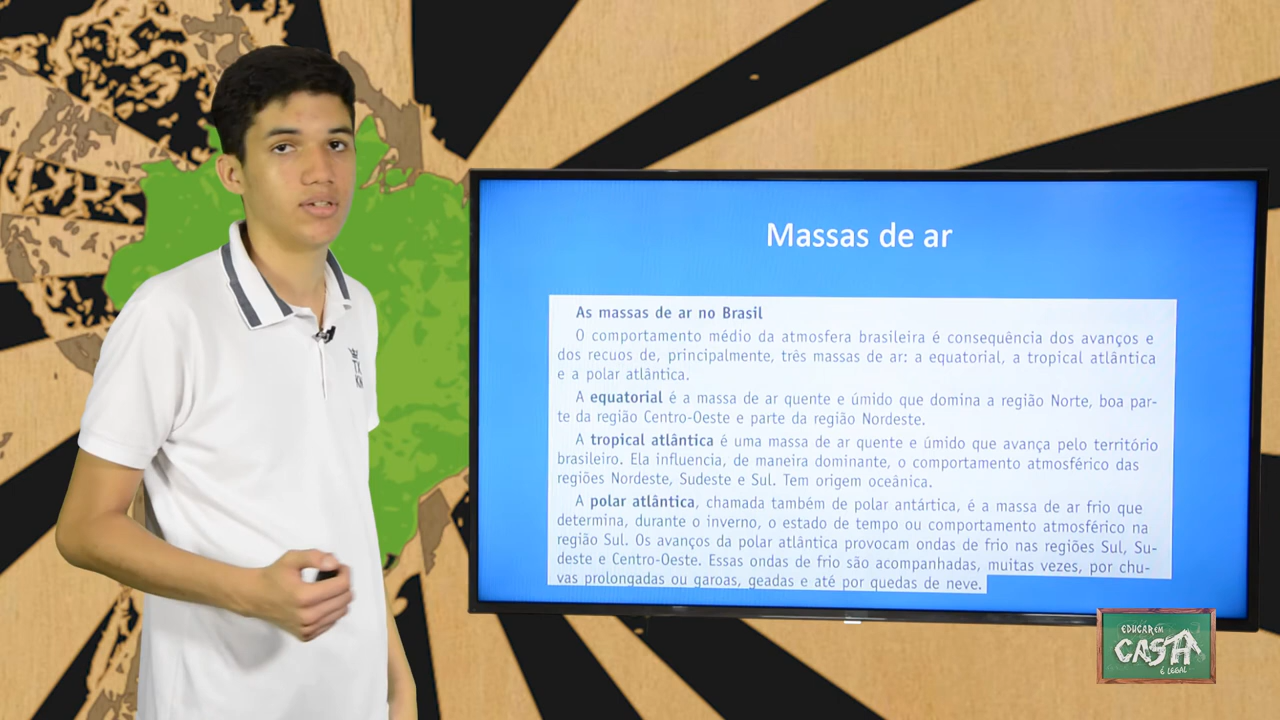 Massas de ar
As massas de ar no Brasil
O comportamento médio da atmosfera brasileira é consequência dos avanços e
dos recuos de, principalmente, três massas de ar: a equatorial, a tropical atlântica
e a polar atlântica.
A equatorial é a massa de ar quente e úmido que domina a região Norte, boa par-
te da região Centro-Oeste e parte da região Nordeste.
A tropical atlântica é uma massa de ar quente e úmido que avança pelo território
brasileiro. Ela influencia, de maneira dominante, o comportamento atmosférico das
regiões Nordeste, Sudeste e Sul. Tem origem oceânica.
A polar atlântica, chamada também de polar antártica, é a massa de ar frio que
determina, durante o inverno, o estado de tempo ou comportamento atmosférico na
região Sul. Os avanços da polar atlântica provocam ondas de frio nas regiões Sul, Su-
deste e Centro-Oeste. Essas ondas de frio são acompanhadas, muitas vezes, por chu-
vas prolongadas ou garoas, geadas e até por quedas de neve.
EDUCAR EM
CASA
É LEGAL